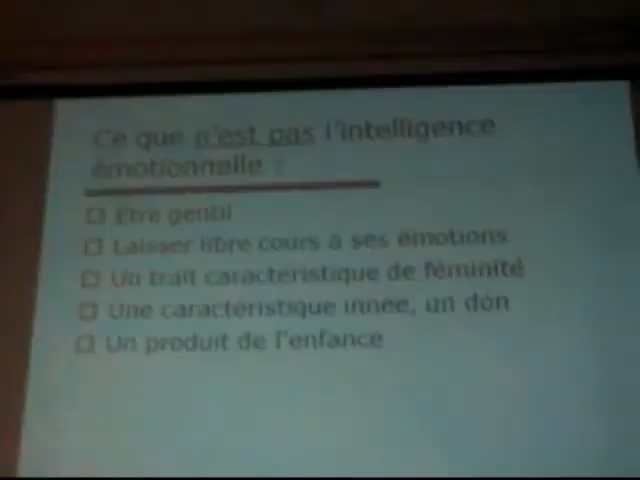 Ce que n'est pas l'intelligence
émotionnelle :
Etre gentil
Laisser libre cours à ses émotions
Un trait caractéristique de féminité
Une caractéristique innée, un don
Un produit de l'enfance